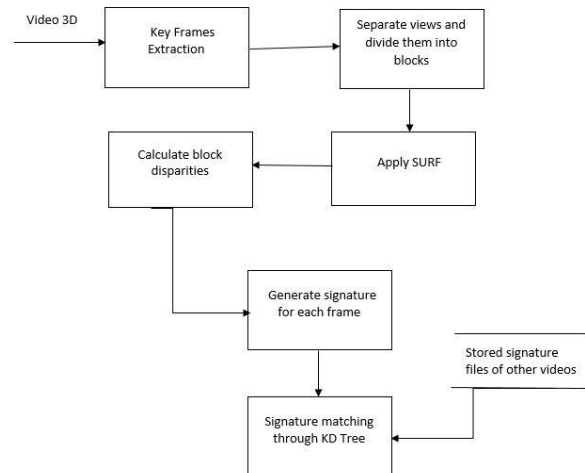 Video 3D
Key Frames
Extraction
Separate views and
divide them into
blocks
Calculate block
disparities
Apply SURF
Generate signature
for each frame
Stored signature
files of other videos
Signature matching
through KD Tree